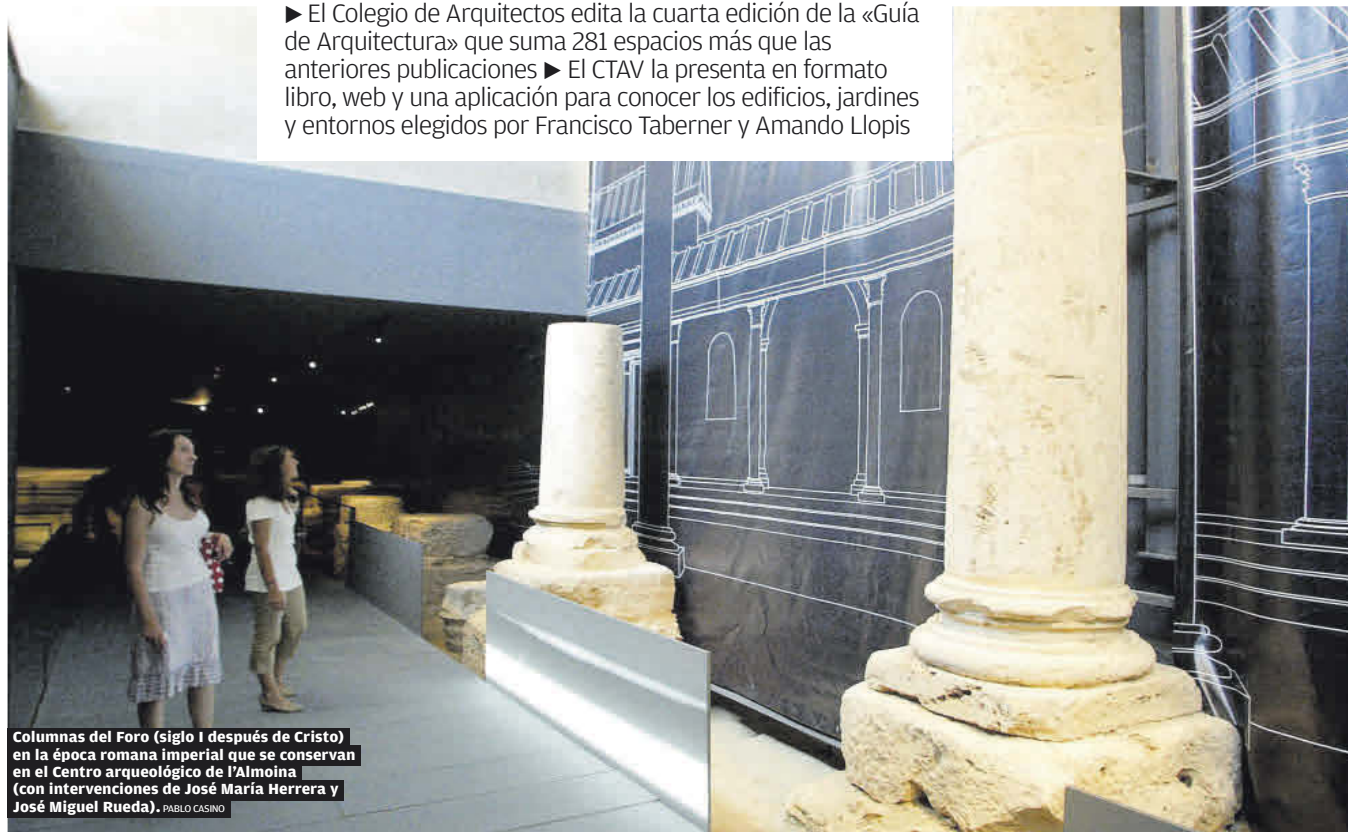 ▶ El Colegio de Arquitectos edita la cuarta edición de la «Guía
de Arquitectura» que suma 281 espacios más que las
anteriores publicaciones ▶ El CTAV la presenta en formato
libro, web y una aplicación para conocer los edificios, jardines
y entornos elegidos por Francisco Taberner y Amando Llopis
Columnas del Foro (siglo I después de Cristo)
en la época romana imperial que se conservan
en el Centro arqueológico de l'Almoina
(con intervenciones de José María Herrera y
José Miguel Rueda). PABLO CASINO